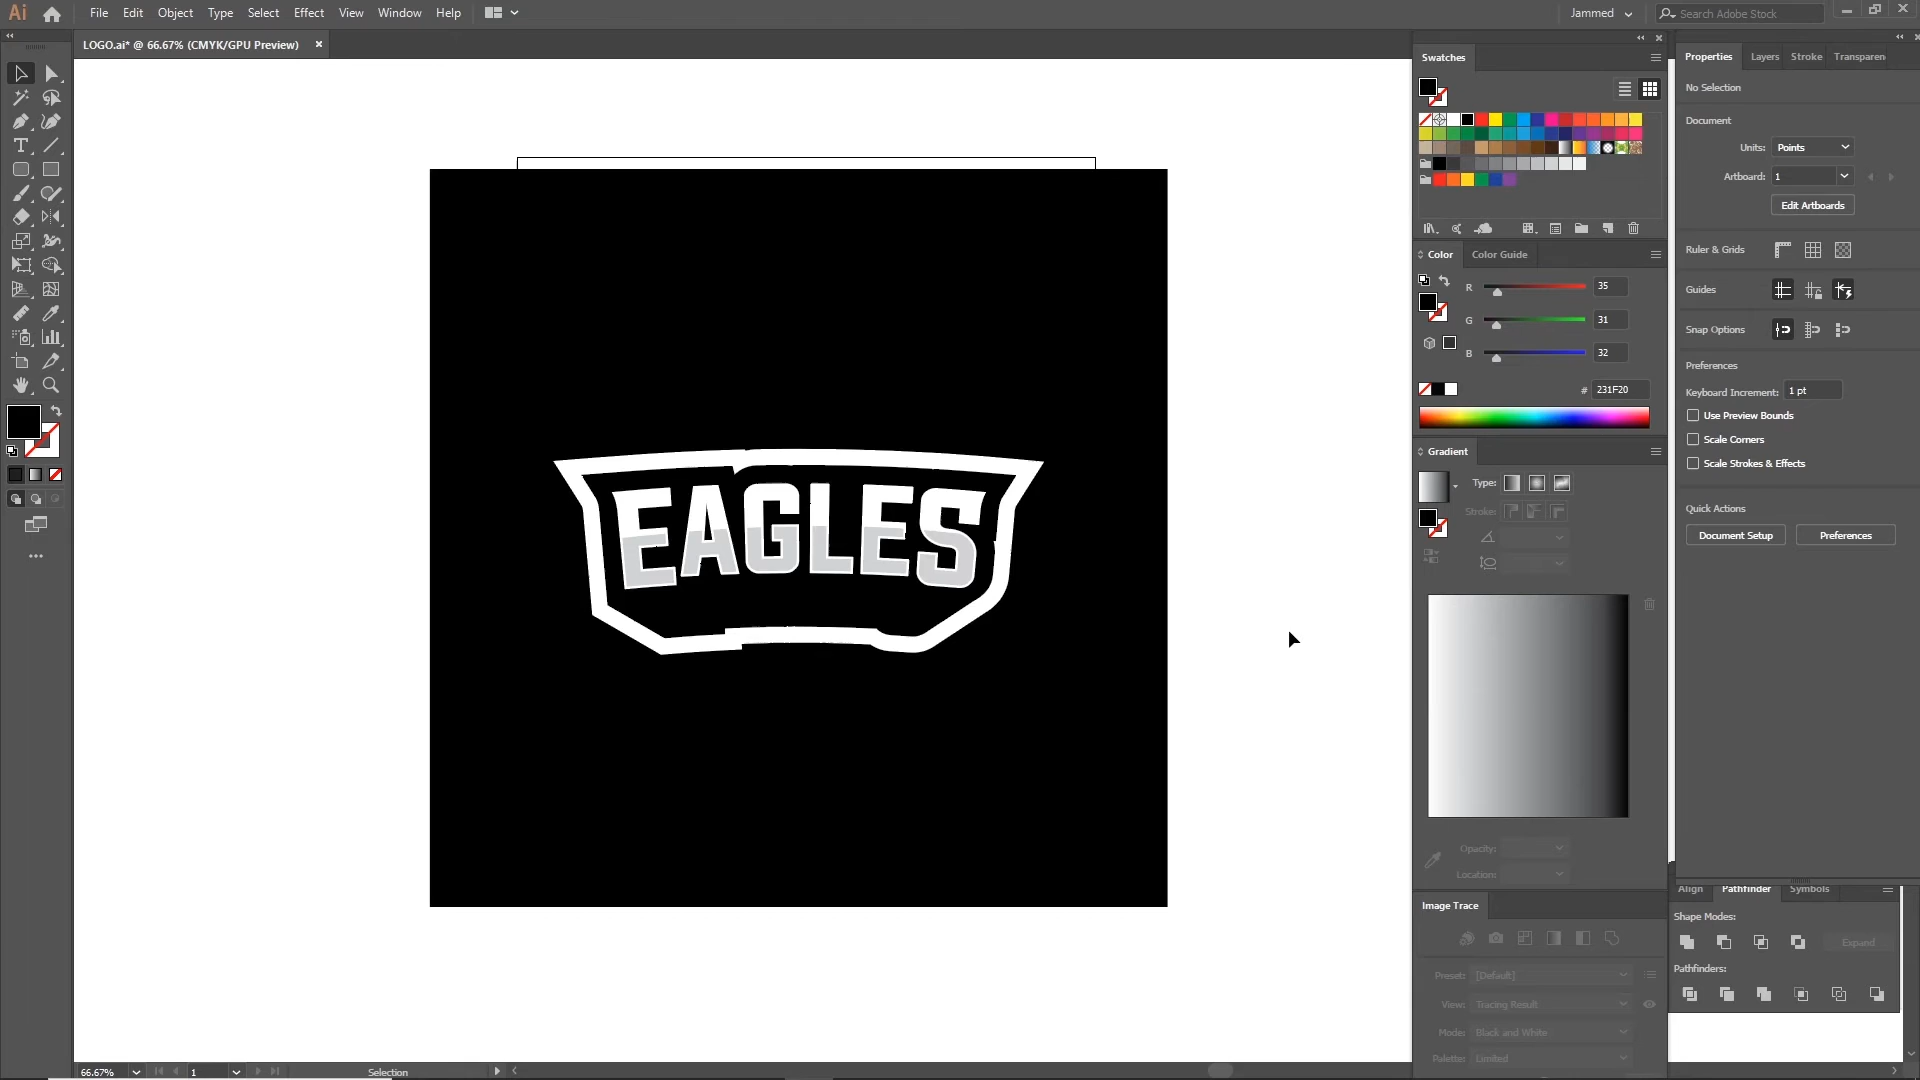 Ai
File Edit Object Type Select Effect View Window Help
Jammed
Search Adobe Stock
LOGO.ai* @ 66.67% (CMYK/GPU Preview) ×
EAGLES
66.67%
1
Selection
Swatches
Color Color Guide
R 35
G 31
B 32
# 231F20
Gradient
Type:
Stroke:
Opacity:
Location:
Image Trace
Preset: [Default]
View: Tracing Result
Mode: Black and White
Palette: Limited
Properties Layers Stroke Transparen
No Selection
Document
Units: Points
Artboard: 1
Edit Artboards
Ruler & Grids
Guides
Snap Options
Preferences
Keyboard Increment: 1 pt
Use Preview Bounds
Scale Corners
Scale Strokes & Effects
Quick Actions
Document Setup Preferences
Align Pathfinder Symbols
Shape Modes:
Expand
Pathfinders: